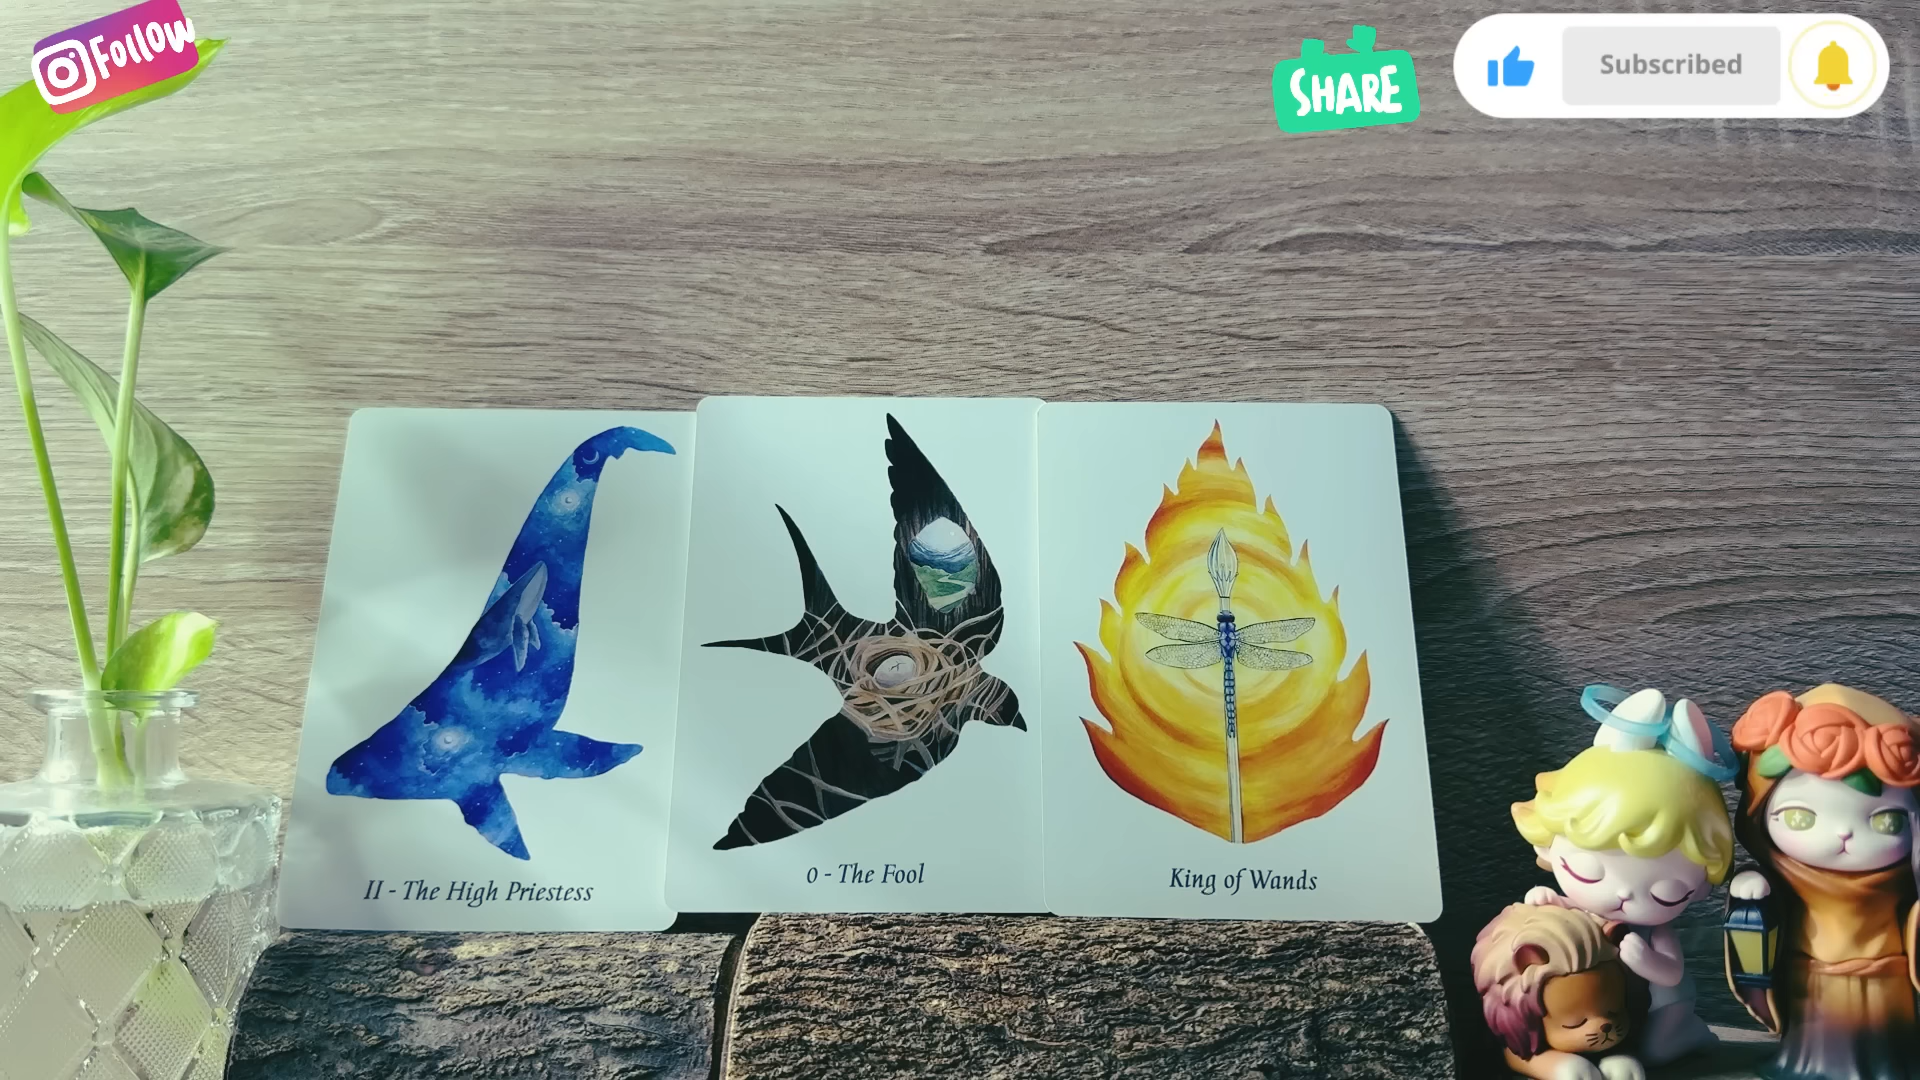 Follow
SHARE
Subscribed
II - The High Priestess
0 - The Fool
King of Wands